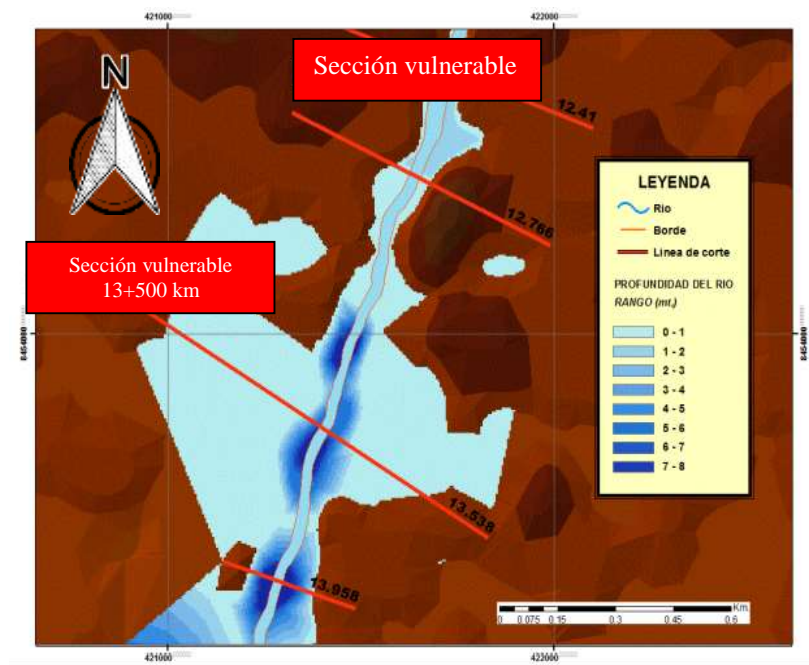 421000
422000
Sección vulnerable
12.41
N
LEYENDA
Rio
Borde
Linea de corte
12.766
Sección vulnerable
13+500 km
PROFUNDIDAD DEL RIO
RANGO (mt,)
0 - 1
1 - 2
2 - 3
3 - 4
4 - 5
5 - 6
6 - 7
7 - 8
8454000
8454000
13.538
13.958
Km.
0 0.075 0.15 0.3 0.45 0.6
421000
422000